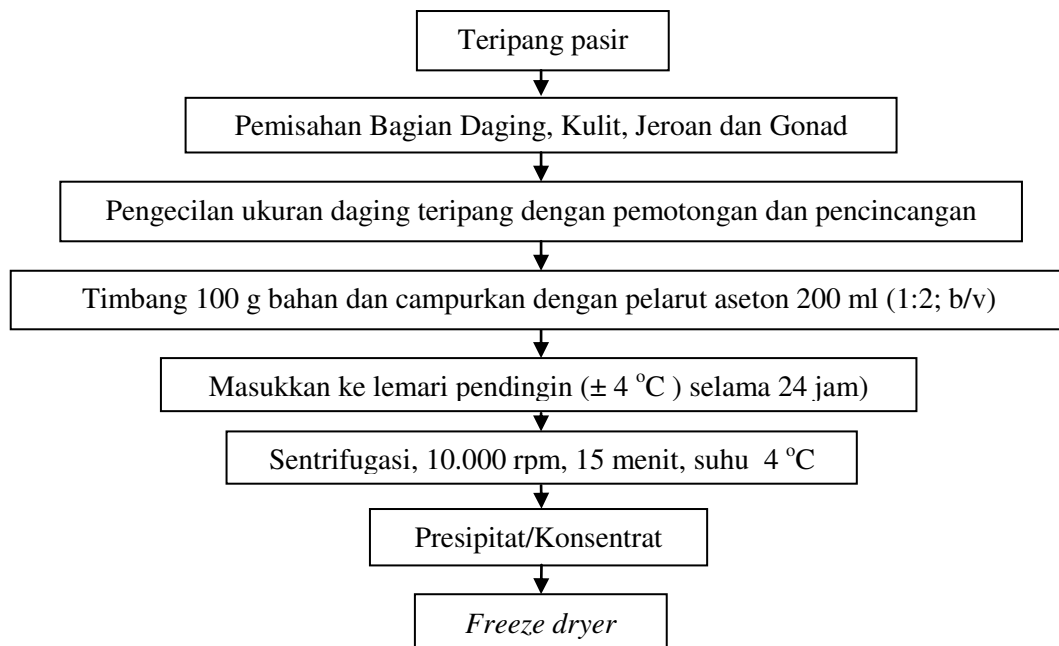 Teripang pasir
Pemisahan Bagian Daging, Kulit, Jeroan dan Gonad
Pengecilan ukuran daging teripang dengan pemotongan dan pencincangan
Timbang 100 g bahan dan campurkan dengan pelarut aseton 200 ml (1:2; b/v)
Masukkan ke lemari pendingin (± 4 °C ) selama 24 jam)
Sentrifugasi, 10.000 rpm, 15 menit, suhu 4 °C
Presipitat/Konsentrat
Freeze dryer